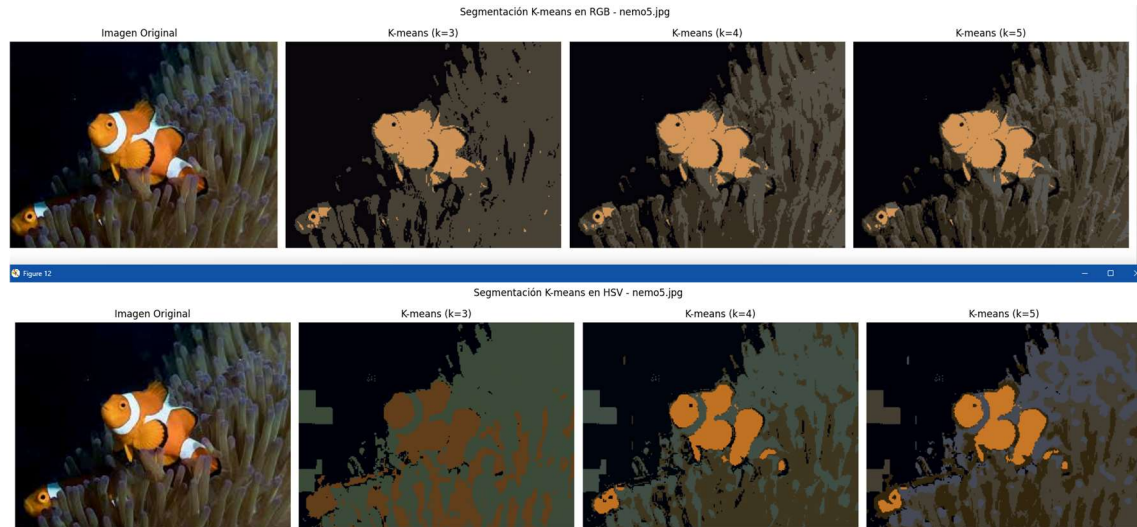 Segmentación K-means en RGB - nemo5.jpg
Imagen Original K-means (k=3) K-means (k=4) K-means (k=5)
Figure 12
Segmentación K-means en HSV - nemo5.jpg
Imagen Original K-means (k=3) K-means (k=4) K-means (k=5)